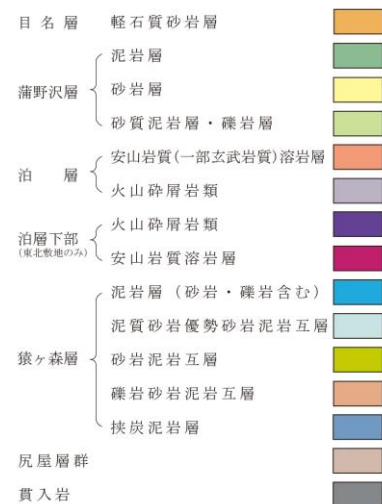 目名層 軽石質砂岩層
泥岩層
蒲野沢層 砂岩層
砂質泥岩層・礫岩層
安山岩質(一部玄武岩質)溶岩層
泊層
火山砕屑岩類
火山砕屑岩類
泊層下部
(東北敷地のみ)
安山岩質溶岩層
泥岩層(砂岩・礫岩含む)
泥質砂岩優勢砂岩泥岩互層
猿ヶ森層 砂岩泥岩互層
礫岩砂岩泥岩互層
挟炭泥岩層
尻屋層群
貫入岩